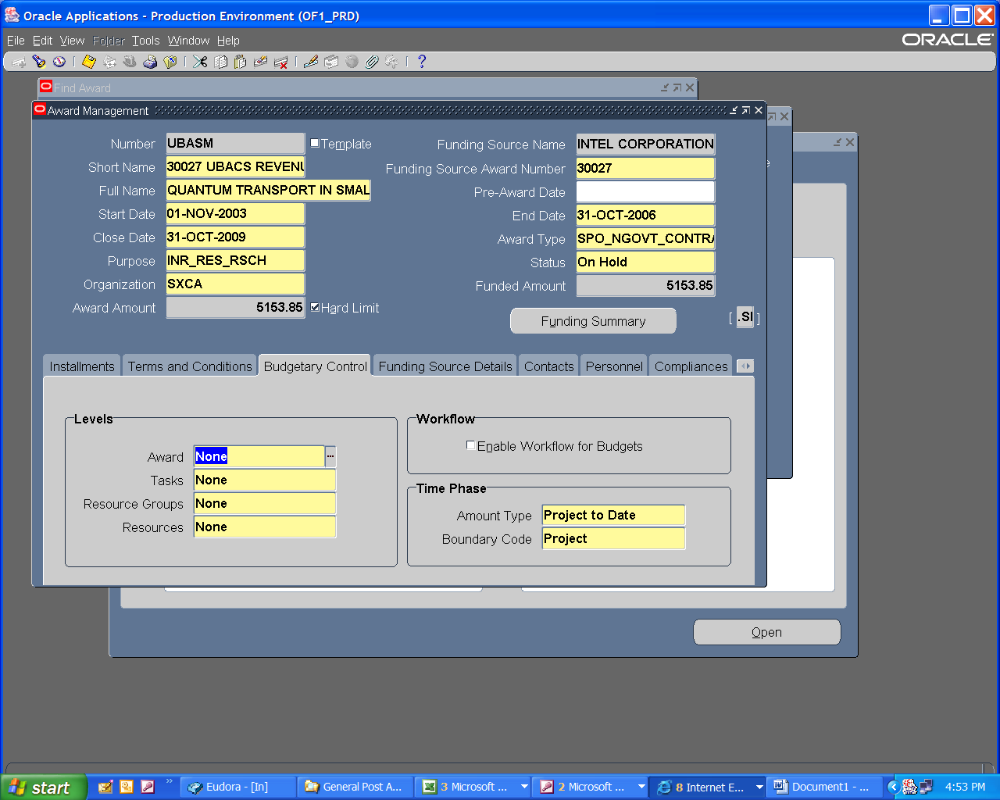 Oracle Applications - Production Environment (OF1_PRD)
File Edit View Folder Tools Window Help
ORACLE
Find Award
Award Management
Number UBASM Template Funding Source Name INTEL CORPORATION
Short Name 30027 UBACS REVENU Funding Source Award Number 30027
Full Name QUANTUM TRANSPORT IN SMAL Pre-Award Date
Start Date 01-NOV-2003 End Date 31-OCT-2006
Close Date 31-OCT-2009 Award Type SPO_NGOVT_CONTRA
Purpose INR_RES_RSCH Status On Hold
Organization SXCA Funded Amount 5153.85
Award Amount 5153.85 Hard Limit
Funding Summary [ .SI ]
Installments Terms and Conditions Budgetary Control Funding Source Details Contacts Personnel Compliances
Levels
Award None ...
Tasks None
Resource Groups None
Resources None
Workflow
Enable Workflow for Budgets
Time Phase
Amount Type Project to Date
Boundary Code Project
Open
start Eudora - [In] General Post A... 3 Microsoft ... 2 Microsoft ... 8 Internet E... Document1 - ... 4:53 PM